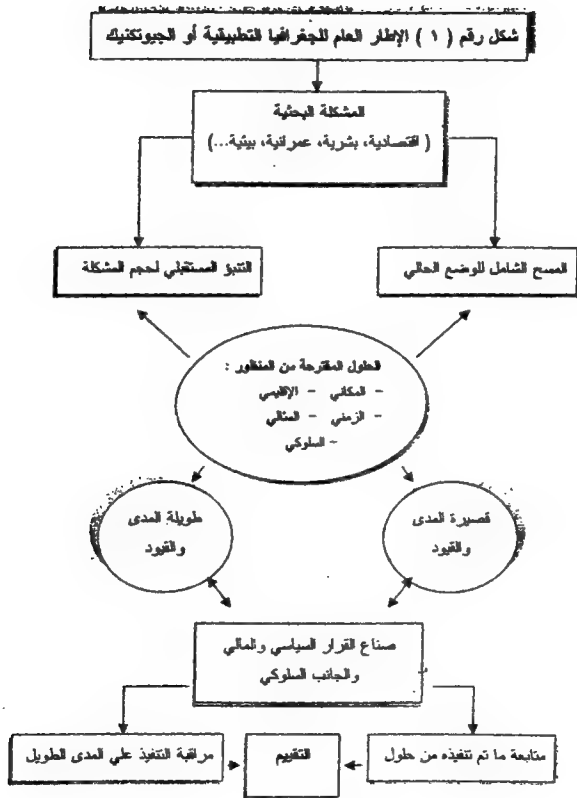 شكل رقم ( ١ ) الإطار العام للجغرافيا التطبيقية أو الجيوتكنيك
المشكلة البحثية
( اقتصادية، بشرية، عمرانية، بيئية...)
المسح الشامل للوضع الحالي
التنبؤ المستقبلي لحجم المشكلة
الحلول المقترحة من المنظور :
- المكاني - الإقليمي
- الزمني - المثالي
- السلوكي
قصيرة المدى
والقيود
طويلة المدى
والقيود
صناع القرار السياسي والمالي
والجانب السلوكي
متابعة ما تم تنفيذه من حلول
التقييم
مراقبة التنفيذ علي المدى الطويل